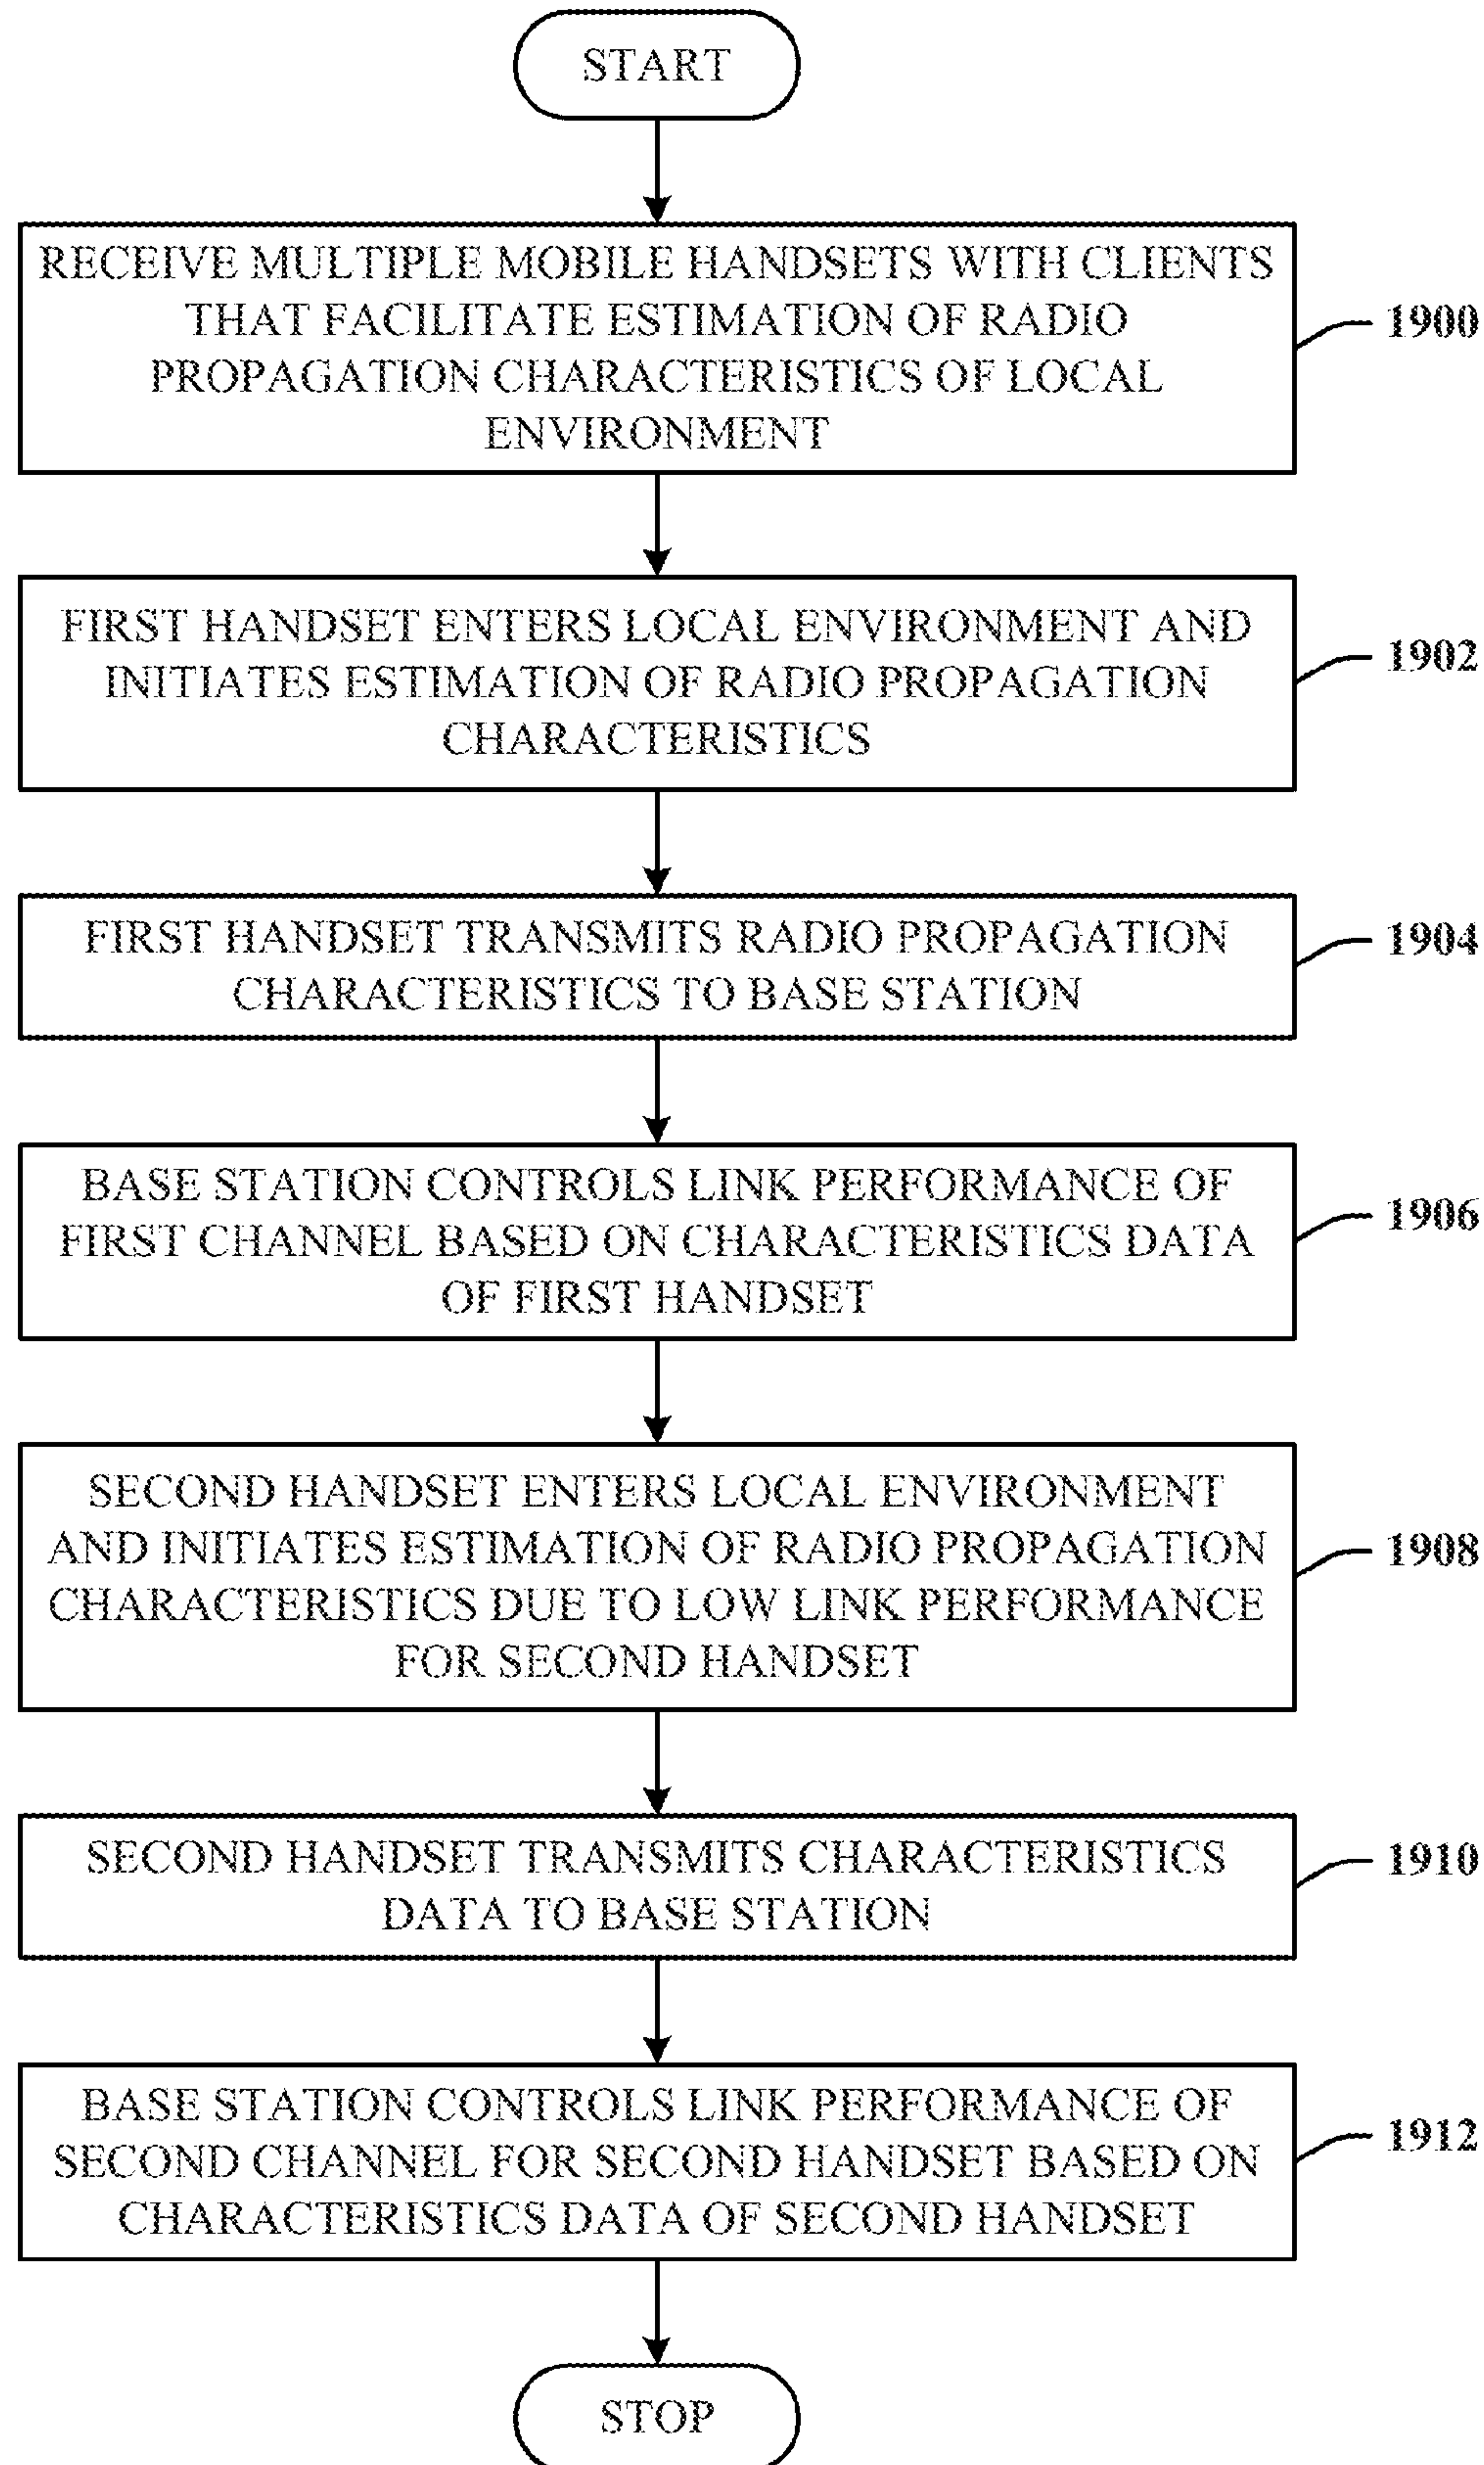 START
RECEIVE MULTIPLE MOBILE HANDSETS WITH CLIENTS
THAT FACILITATE ESTIMATION OF RADIO
PROPAGATION CHARACTERISTICS OF LOCAL
ENVIRONMENT
1900
FIRST HANDSET ENTERS LOCAL ENVIRONMENT AND
INITIATES ESTIMATION OF RADIO PROPAGATION
CHARACTERISTICS
1902
FIRST HANDSET TRANSMITS RADIO PROPAGATION
CHARACTERISTICS TO BASE STATION
1904
BASE STATION CONTROLS LINK PERFORMANCE OF
FIRST CHANNEL BASED ON CHARACTERISTICS DATA
OF FIRST HANDSET
1906
SECOND HANDSET ENTERS LOCAL ENVIRONMENT
AND INITIATES ESTIMATION OF RADIO PROPAGATION
CHARACTERISTICS DUE TO LOW LINK PERFORMANCE
FOR SECOND HANDSET
1908
SECOND HANDSET TRANSMITS CHARACTERISTICS
DATA TO BASE STATION
1910
BASE STATION CONTROLS LINK PERFORMANCE OF
SECOND CHANNEL FOR SECOND HANDSET BASED ON
CHARACTERISTICS DATA OF SECOND HANDSET
1912
STOP